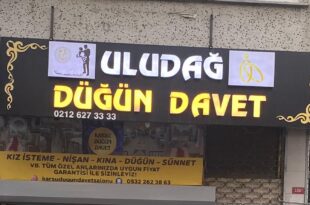 ULUDAĞ
DÜĞÜN DAVET
0212 627 33 33
KIZ İSTEME - NİŞAN - KINA - DÜĞÜN - SÜNNET
VB. TÜM ÖZEL ANLARINIZDA UYGUN FİYAT
GARANTİSİ İLE SİZİNLEYİZ!
0532 262 38 63